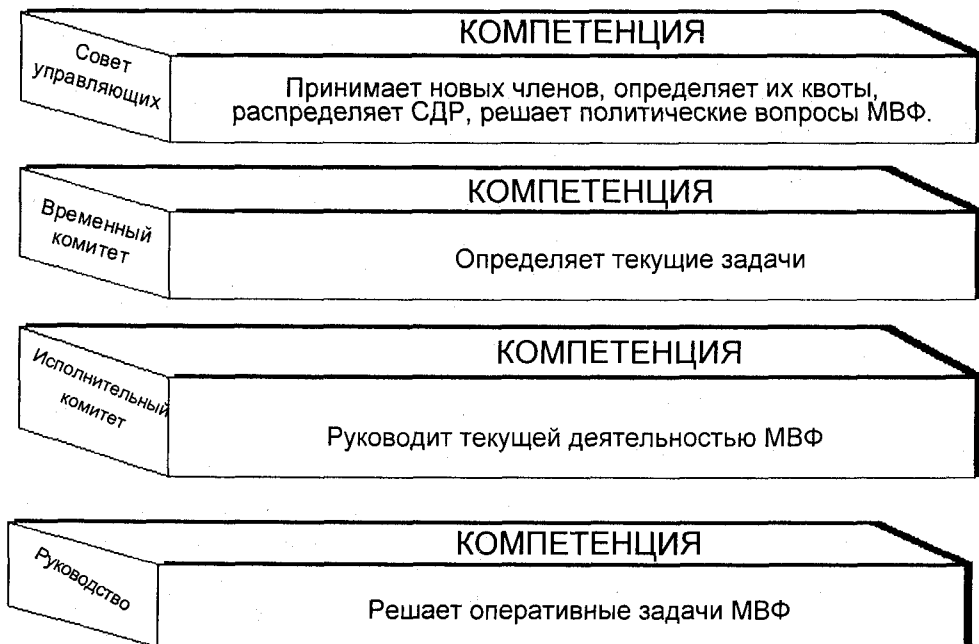 КОМПЕТЕНЦИЯ
Совет
управляющих
Принимает новых членов, определяет их квоты,
распределяет СДР, решает политические вопросы МВФ.
КОМПЕТЕНЦИЯ
Временный
комитет
Определяет текущие задачи
КОМПЕТЕНЦИЯ
Исполнительный
комитет
Руководит текущей деятельностью МВФ
КОМПЕТЕНЦИЯ
Руководство
Решает оперативные задачи МВФ